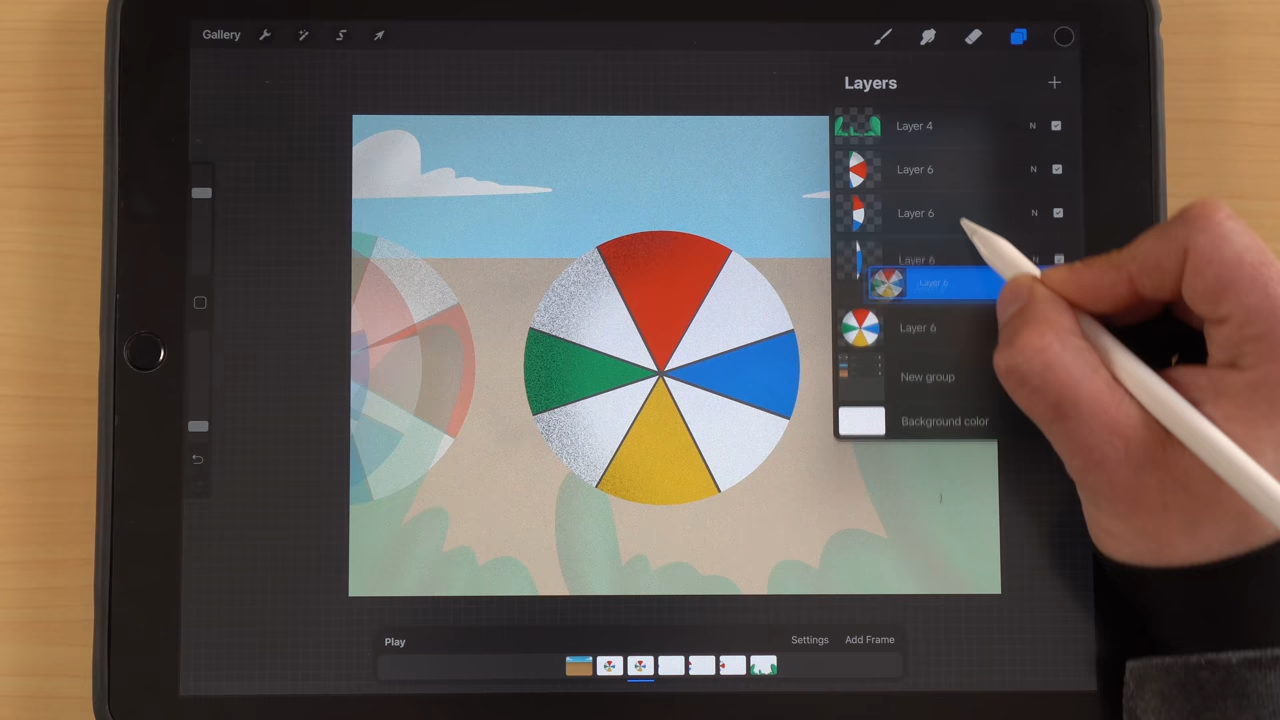 Gallery
Layers
Layer 4 N
Layer 6 N
Layer 6 N
Layer 6
Layer 6
Layer 6
New group
Background color
Play Settings Add Frame